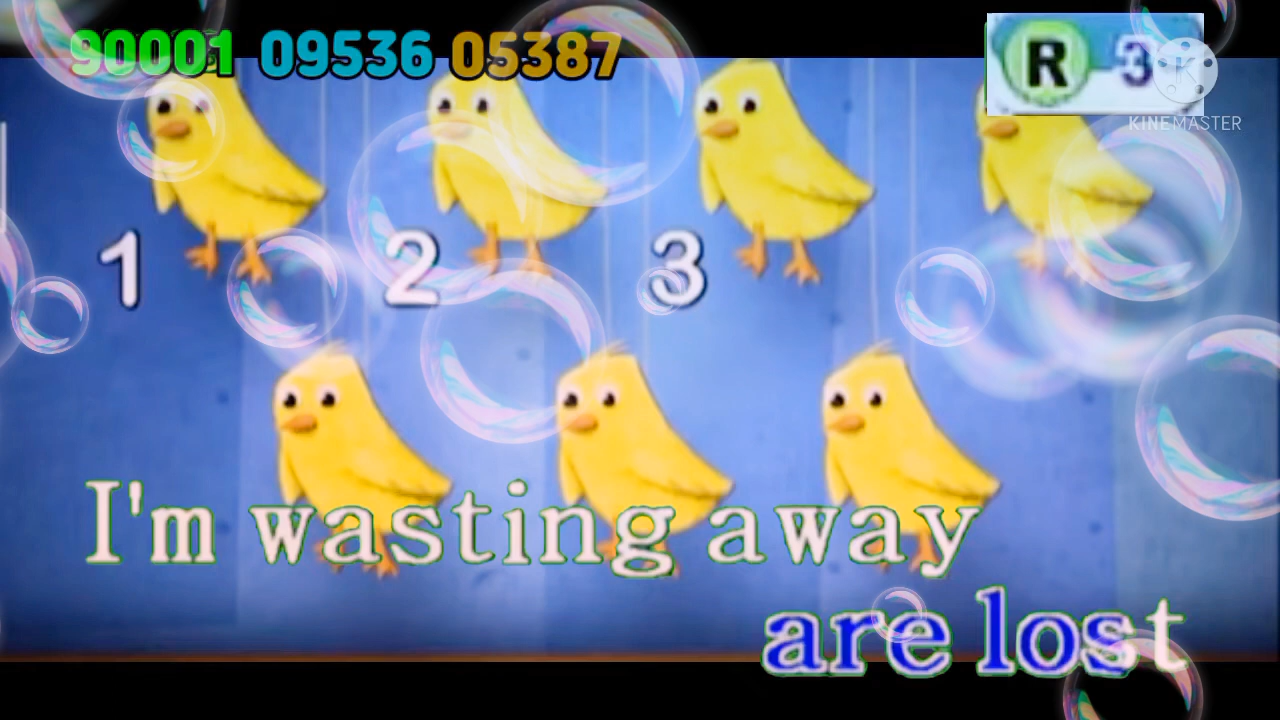 90001 09536 05387
R 3
KINEMASTER
1 2 3
I'm wasting away
are lost